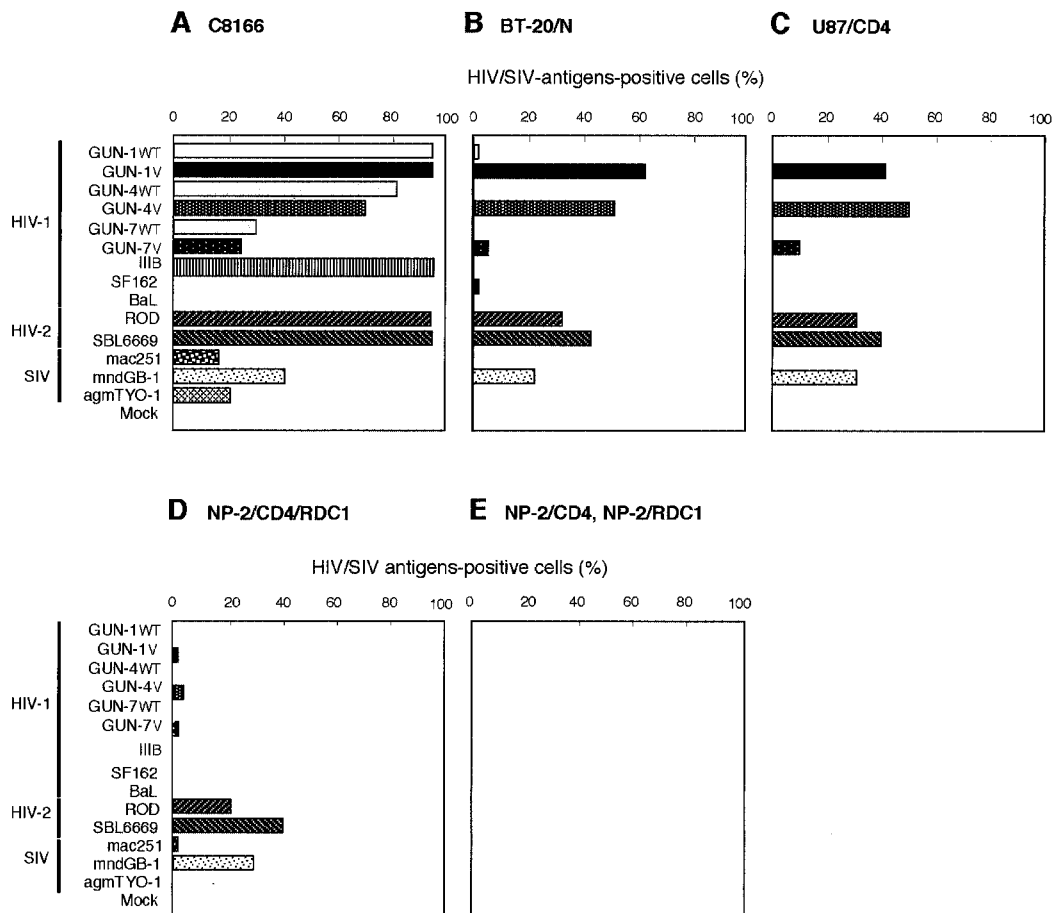 A C8166
B BT-20/N
C U87/CD4
HIV/SIV-antigens-positive cells (%)
0 20 40 60 80 100
0 20 40 60 80 100
0 20 40 60 80 100
HIV-1
GUN-1WT
GUN-1V
GUN-4WT
GUN-4V
GUN-7WT
GUN-7V
IIIB
SF162
BaL
HIV-2
ROD
SBL6669
SIV
mac251
mndGB-1
agmTYO-1
Mock
D NP-2/CD4/RDC1
E NP-2/CD4, NP-2/RDC1
HIV/SIV antigens-positive cells (%)
0 20 40 60 80 100
0 20 40 60 80 100
HIV-1
GUN-1WT
GUN-1V
GUN-4WT
GUN-4V
GUN-7WT
GUN-7V
IIIB
SF162
BaL
HIV-2
ROD
SBL6669
SIV
mac251
mndGB-1
agmTYO-1
Mock